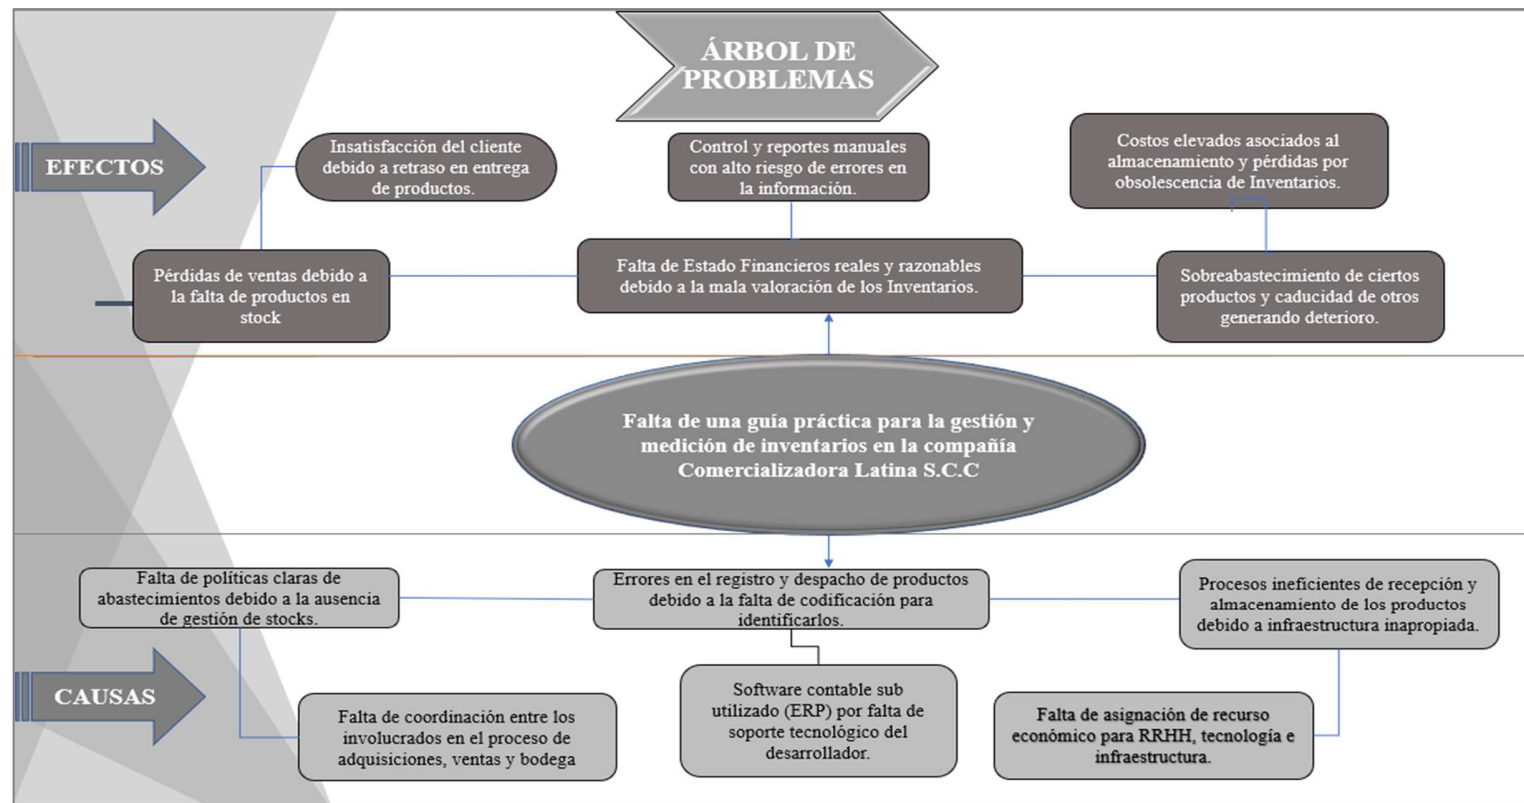 ÁRBOL DE
PROBLEMAS
EFECTOS
Insatisfacción del cliente
debido a retraso en entrega
de productos.
Control y reportes manuales
con alto riesgo de errores en
la información.
Costos elevados asociados al
almacenamiento y pérdidas por
obsolescencia de Inventarios.
Pérdidas de ventas debido a
la falta de productos en
stock
Falta de Estado Financieros reales y razonables
debido a la mala valoración de los Inventarios.
Sobreabastecimiento de ciertos
productos y caducidad de otros
generando deterioro.
Falta de una guía práctica para la gestión y
medición de inventarios en la compañía
Comercializadora Latina S.C.C
Falta de políticas claras de
abastecimientos debido a la ausencia
de gestión de stocks.
Errores en el registro y despacho de productos
debido a la falta de codificación para
identificarlos.
Procesos ineficientes de recepción y
almacenamiento de los productos
debido a infraestructura inapropiada.
CAUSAS
Falta de coordinación entre los
involucrados en el proceso de
adquisiciones, ventas y bodega
Software contable sub
utilizado (ERP) por falta de
soporte tecnológico del
desarrollador.
Falta de asignación de recurso
económico para RRHH, tecnología e
infraestructura.